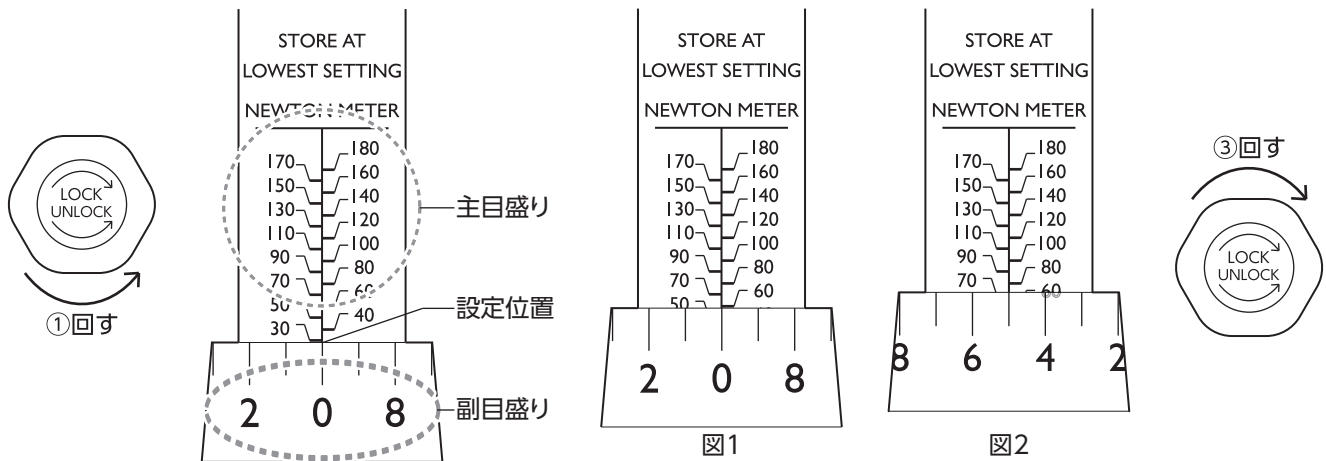 LOCK
UNLOCK
①回す
STORE AT
LOWEST SETTING
NEWTON METER
180
170
160
150
140
130
120
110
100
90
80
70
60
50
40
30
2 0 8
主目盛り
設定位置
副目盛り
STORE AT
LOWEST SETTING
NEWTON METER
180
170
160
150
140
130
120
110
100
90
80
70
60
50
2 0 8
図1
STORE AT
LOWEST SETTING
NEWTON METER
180
170
160
150
140
130
120
110
100
90
80
70
60
8 6 4 2
図2
③回す
LOCK
UNLOCK